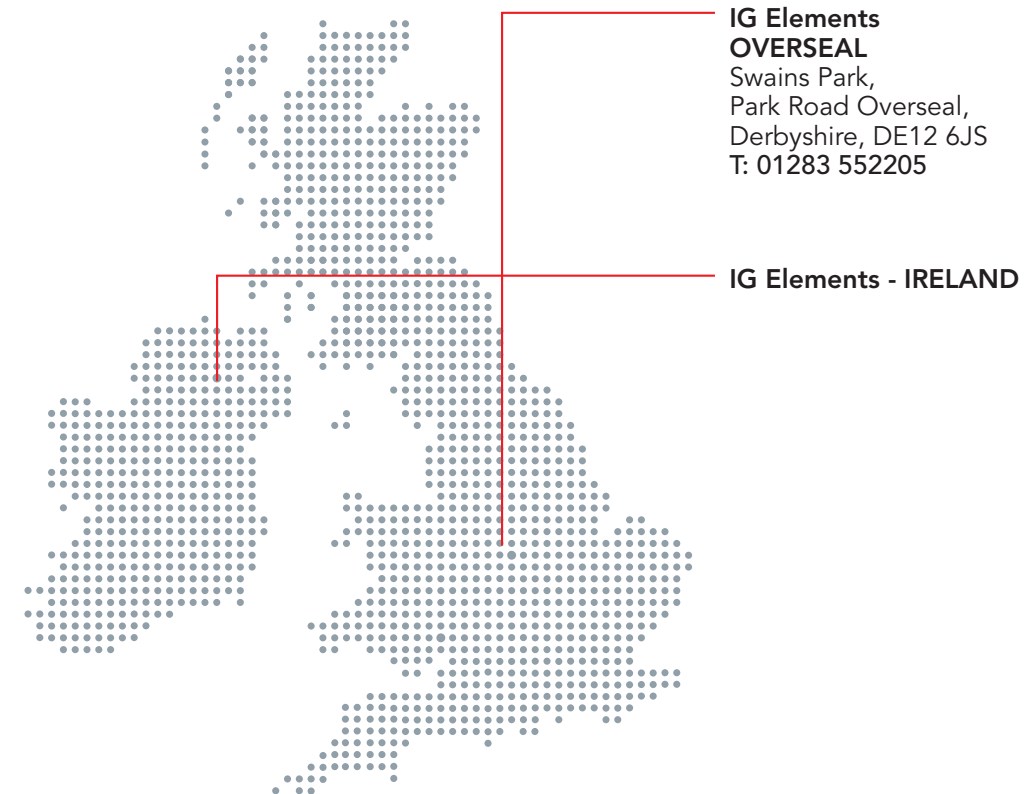 IG Elements
OVERSEAL
Swains Park,
Park Road Overseal,
Derbyshire, DE12 6JS
T: 01283 552205
IG Elements - IRELAND